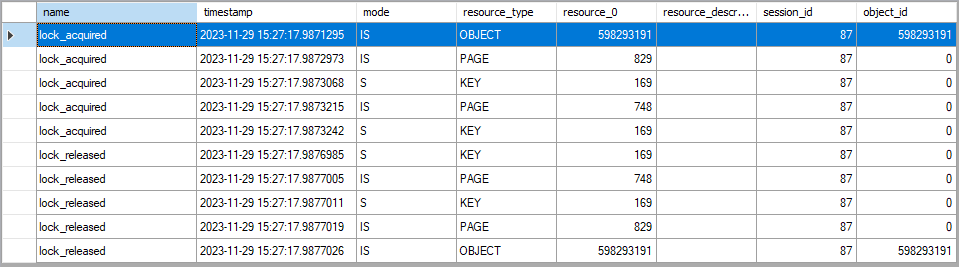 name timestamp mode resource_type resource_0 resource_descr... session_id object_id
lock_acquired 2023-11-29 15:27:17.9871295 IS OBJECT 598293191 87 598293191
lock_acquired 2023-11-29 15:27:17.9872973 IS PAGE 829 87 0
lock_acquired 2023-11-29 15:27:17.9873068 S KEY 169 87 0
lock_acquired 2023-11-29 15:27:17.9873215 IS PAGE 748 87 0
lock_acquired 2023-11-29 15:27:17.9873242 S KEY 169 87 0
lock_released 2023-11-29 15:27:17.9876985 S KEY 169 87 0
lock_released 2023-11-29 15:27:17.9877005 IS PAGE 748 87 0
lock_released 2023-11-29 15:27:17.9877011 S KEY 169 87 0
lock_released 2023-11-29 15:27:17.9877019 IS PAGE 829 87 0
lock_released 2023-11-29 15:27:17.9877026 IS OBJECT 598293191 87 598293191